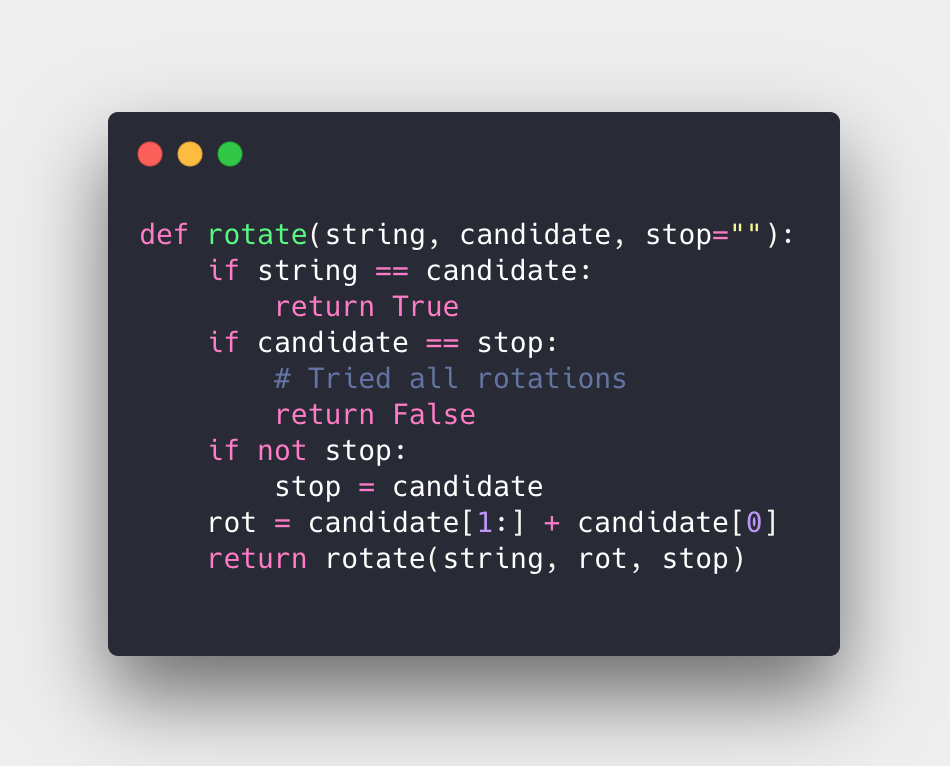 def rotate(string, candidate, stop=""):
    if string == candidate:
        return True
    if candidate == stop:
        # Tried all rotations
        return False
    if not stop:
        stop = candidate
    rot = candidate[1:] + candidate[0]
    return rotate(string, rot, stop)